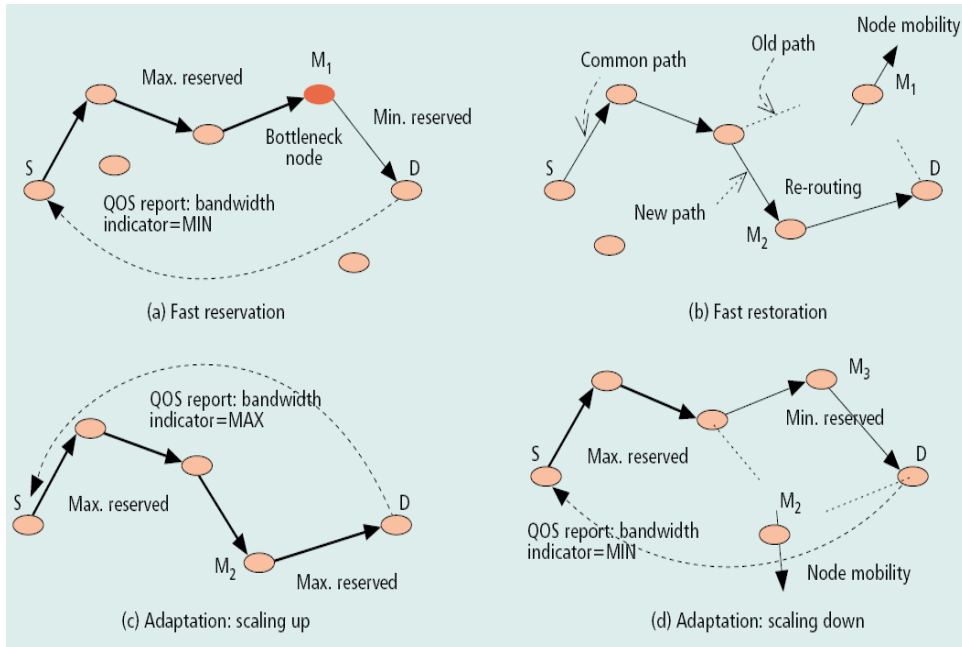 M1
Max. reserved
Min. reserved
Bottleneck
node
S
D
QOS report: bandwidth
indicator=MIN
(a) Fast reservation
Node mobility
Old path
Common path
M1
S
D
Re-routing
New path
M2
(b) Fast restoration
QOS report: bandwidth
indicator=MAX
S
D
Max. reserved
M2
Max. reserved
(c) Adaptation: scaling up
M3
Min. reserved
S
Max. reserved
D
M2
QOS report: bandwidth
indicator=MIN
Node mobility
(d) Adaptation: scaling down